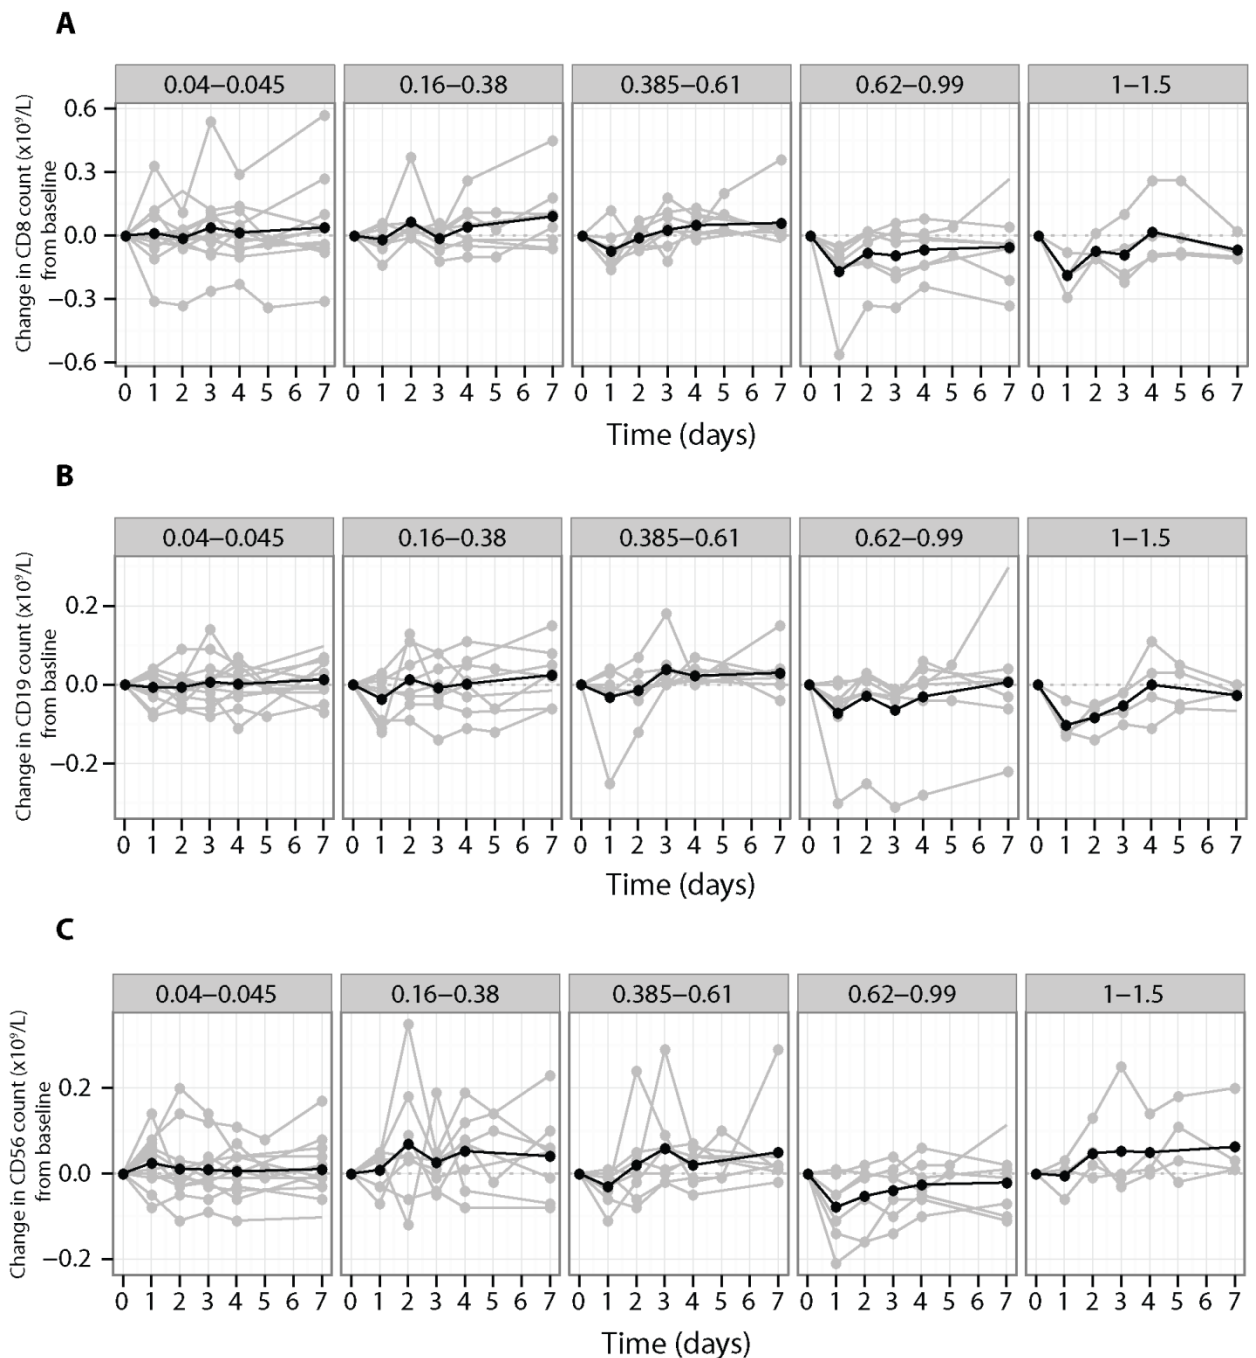 A
0.04–0.045 0.16–0.38 0.385–0.61 0.62–0.99 1–1.5
Change in CD8 count (x10⁹/L)
from baseline
0.6
0.3
0.0
−0.3
−0.6
0 1 2 3 4 5 6 7 0 1 2 3 4 5 6 7 0 1 2 3 4 5 6 7 0 1 2 3 4 5 6 7 0 1 2 3 4 5 6 7
Time (days)
B
0.04–0.045 0.16–0.38 0.385–0.61 0.62–0.99 1–1.5
Change in CD19 count (x10⁹/L)
from basline
0.2
0.0
−0.2
0 1 2 3 4 5 6 7 0 1 2 3 4 5 6 7 0 1 2 3 4 5 6 7 0 1 2 3 4 5 6 7 0 1 2 3 4 5 6 7
Time (days)
C
0.04–0.045 0.16–0.38 0.385–0.61 0.62–0.99 1–1.5
Change in CD56 count (x10⁹/L)
from baseline
0.2
0.0
−0.2
0 1 2 3 4 5 6 7 0 1 2 3 4 5 6 7 0 1 2 3 4 5 6 7 0 1 2 3 4 5 6 7 0 1 2 3 4 5 6 7
Time (days)